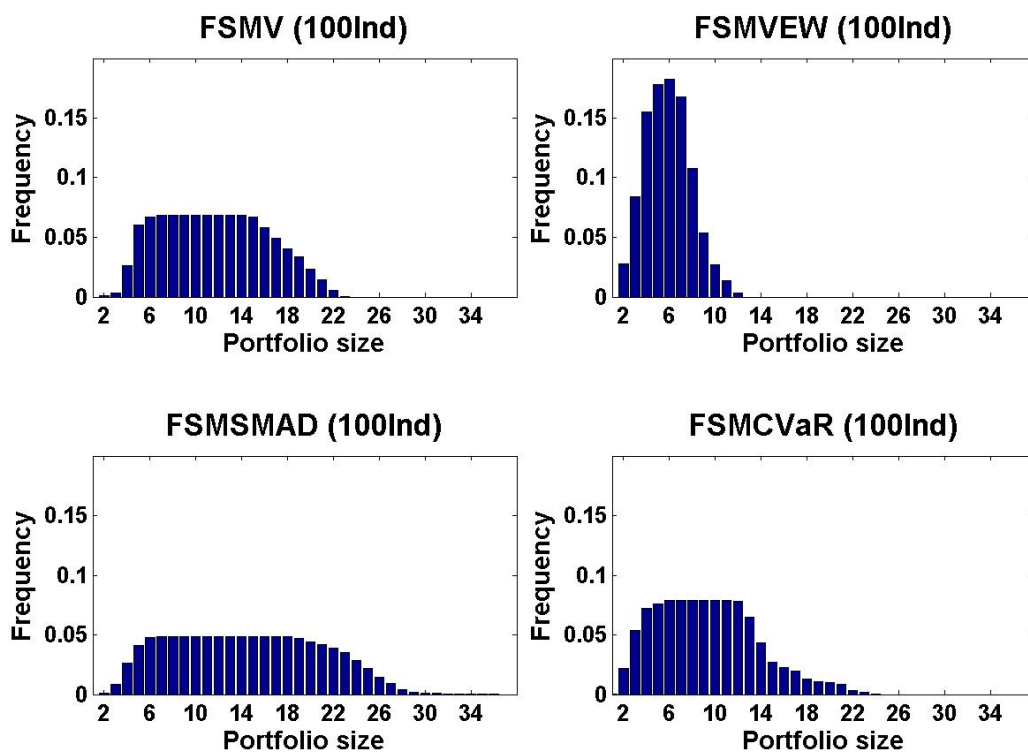 FSMV (100Ind)
Frequency
0.15
0.1
0.05
0
2 6 10 14 18 22 26 30 34
Portfolio size
FSMVEW (100Ind)
Frequency
0.15
0.1
0.05
0
2 6 10 14 18 22 26 30 34
Portfolio size
FSMSMAD (100Ind)
Frequency
0.15
0.1
0.05
0
2 6 10 14 18 22 26 30 34
Portfolio size
FSMCVaR (100Ind)
Frequency
0.15
0.1
0.05
0
2 6 10 14 18 22 26 30 34
Portfolio size